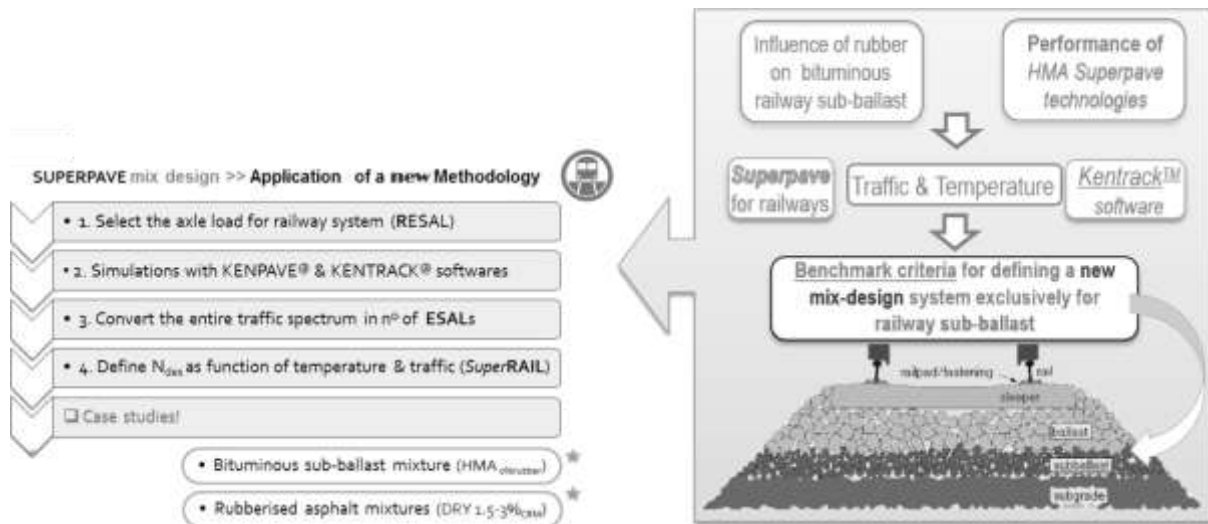 SUPERPAVE mix design >> Application of a new Methodology
• 1. Select the axle load for railway system (RESAL)
• 2. Simulations with KENPAVE® & KENTRACK® softwares
• 3. Convert the entire traffic spectrum in nº of ESALs
• 4. Define Ndes as function of temperature & traffic (SuperRAIL)
❑ Case studies!
• Bituminous sub-ballast mixture (HMA)
• Rubberised asphalt mixtures (DRY 1.5-3%CRM)
Influence of rubber
on bituminous
railway sub-ballast
Performance of
HMA Superpave
technologies
Superpave
for railways
Traffic & Temperature
Kentrack™
software
Benchmark criteria for defining a new
mix-design system exclusively for
railway sub-ballast
railpad/fastening
rail
sleeper
ballast
subballast
subgrade